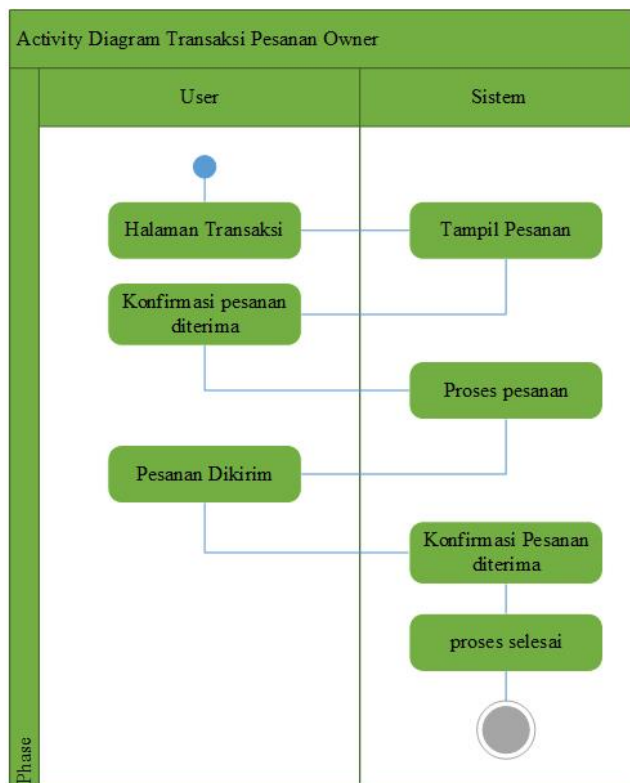 Activity Diagram Transaksi Pesanan Owner
User
Sistem
Halaman Transaksi
Tampil Pesanan
Konfirmasi pesanan
diterima
Proses pesanan
Pesanan Dikirim
Konfirmasi Pesanan
diterima
proses selesai
Phase